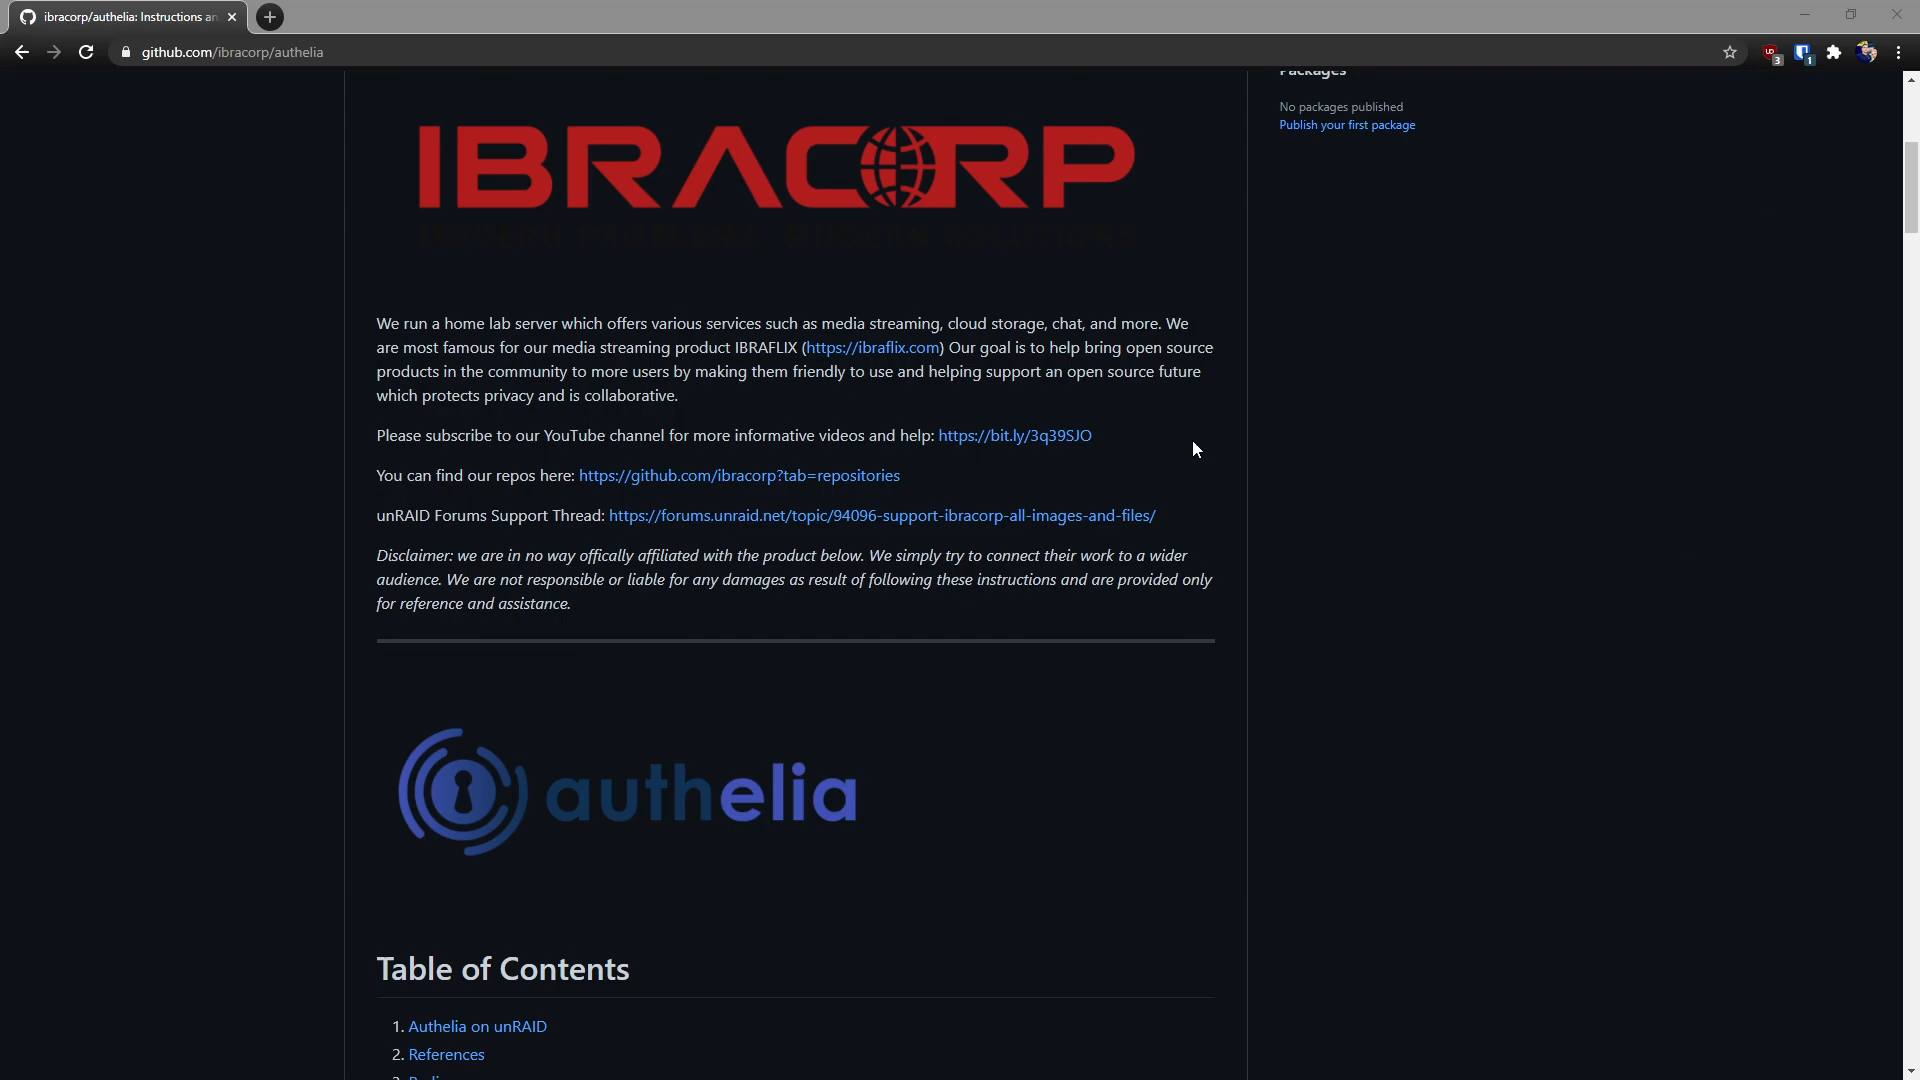 ibracorp/authelia: Instructions an
github.com/ibracorp/authelia
3
1
Packages
No packages published
Publish your first package
IBRACORP
We run a home lab server which offers various services such as media streaming, cloud storage, chat, and more. We
are most famous for our media streaming product IBRAFLIX (https://ibraflix.com) Our goal is to help bring open source
products in the community to more users by making them friendly to use and helping support an open source future
which protects privacy and is collaborative.
Please subscribe to our YouTube channel for more informative videos and help: https://bit.ly/3q39SJO
You can find our repos here: https://github.com/ibracorp?tab=repositories
unRAID Forums Support Thread: https://forums.unraid.net/topic/94096-support-ibracorp-all-images-and-files/
Disclaimer: we are in no way offically affiliated with the product below. We simply try to connect their work to a wider
audience. We are not responsible or liable for any damages as result of following these instructions and are provided only
for reference and assistance.
authelia
Table of Contents
1. Authelia on unRAID
2. References